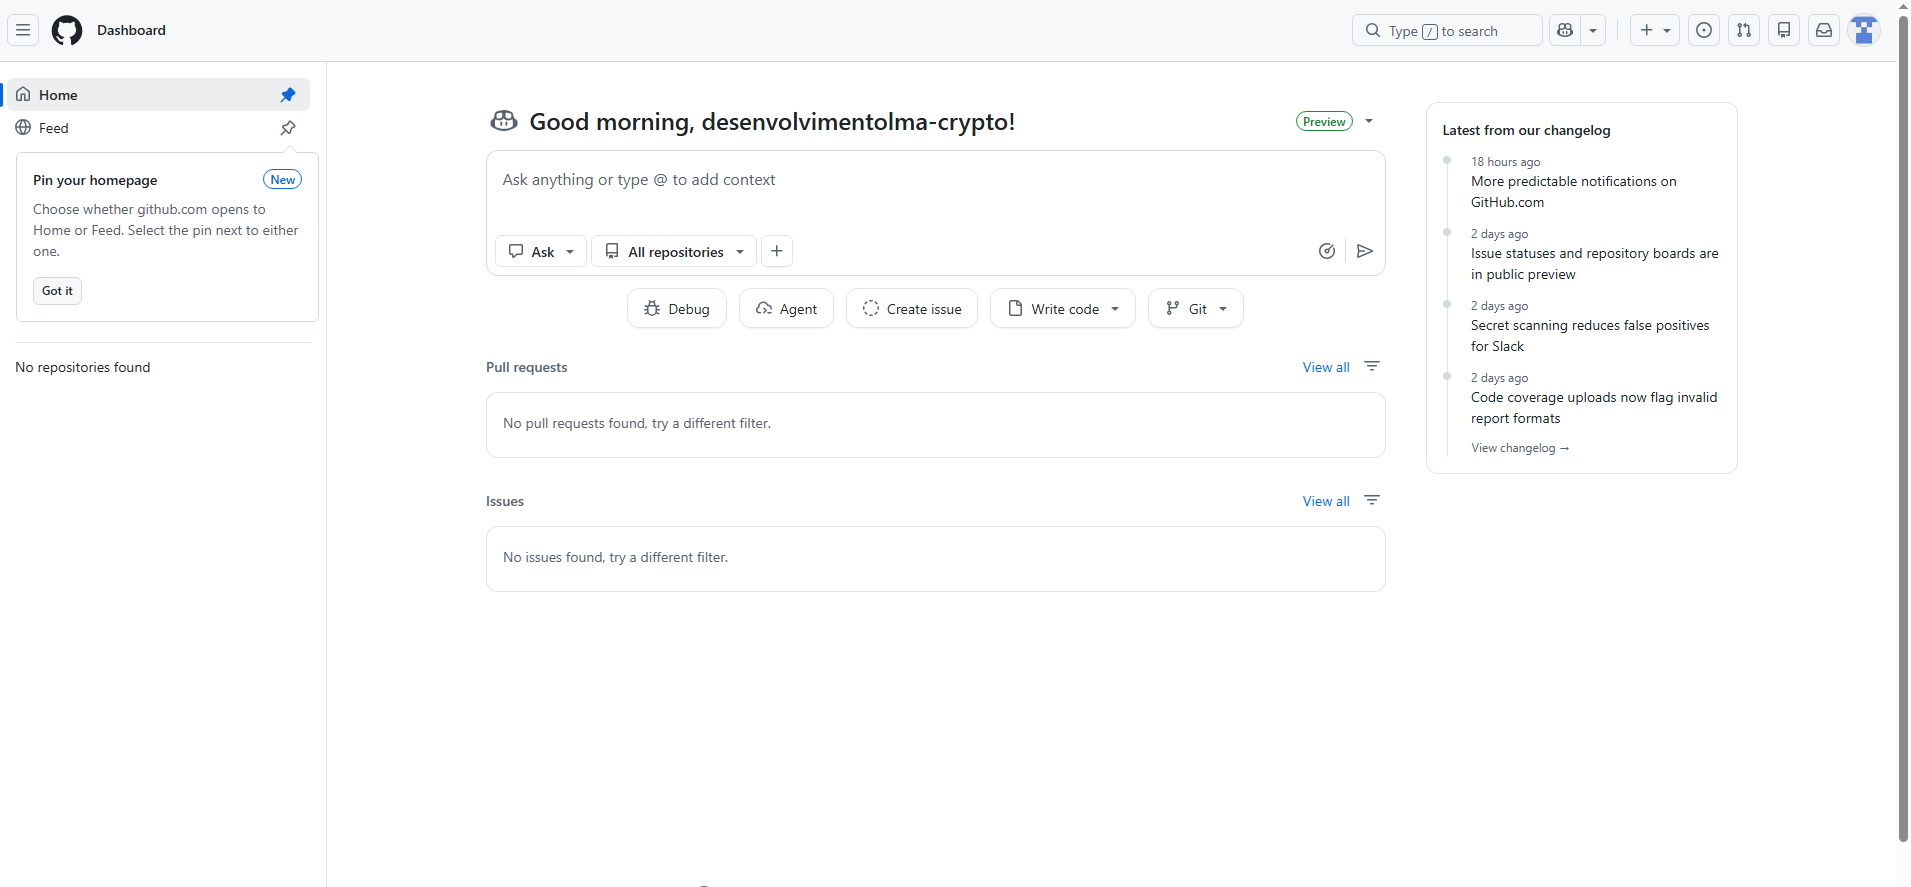 Dashboard
Type / to search
Home
Feed
Pin your homepage
New
Choose whether github.com opens to
Home or Feed. Select the pin next to either
one.
Got it
No repositories found
Good morning, desenvolvimentolma-crypto!
Preview
Ask anything or type @ to add context
Ask
All repositories
Debug
Agent
Create issue
Write code
Git
Pull requests
View all
No pull requests found, try a different filter.
Issues
View all
No issues found, try a different filter.
Latest from our changelog
18 hours ago
More predictable notifications on
GitHub.com
2 days ago
Issue statuses and repository boards are
in public preview
2 days ago
Secret scanning reduces false positives
for Slack
2 days ago
Code coverage uploads now flag invalid
report formats
View changelog →